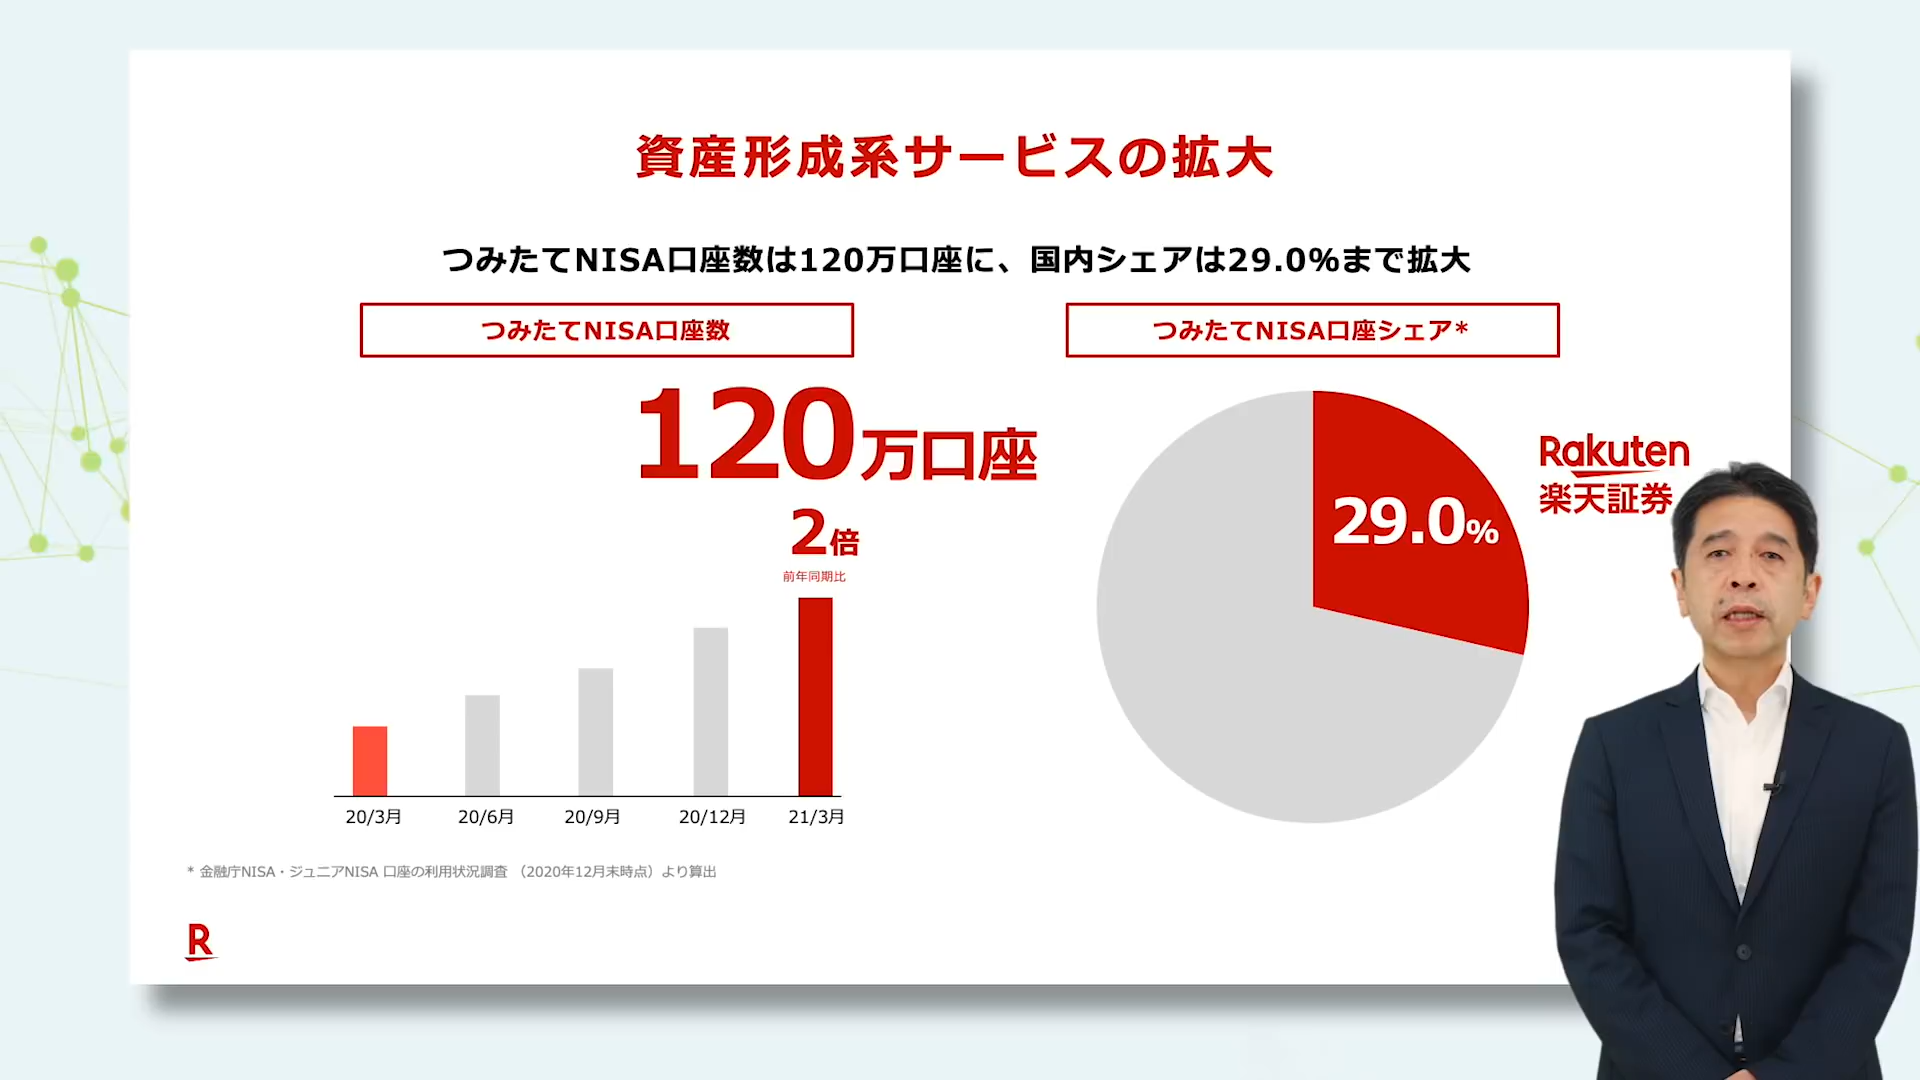 資産形成系サービスの拡大
つみたてNISA口座数は120万口座に、国内シェアは29.0%まで拡大
つみたてNISA口座数
120万口座
2倍
前年同期比
20/3月 20/6月 20/9月 20/12月 21/3月
つみたてNISA口座シェア*
29.0%
Rakuten
楽天証券
* 金融庁NISA・ジュニアNISA 口座の利用状況調査 （2020年12月末時点）より算出
R